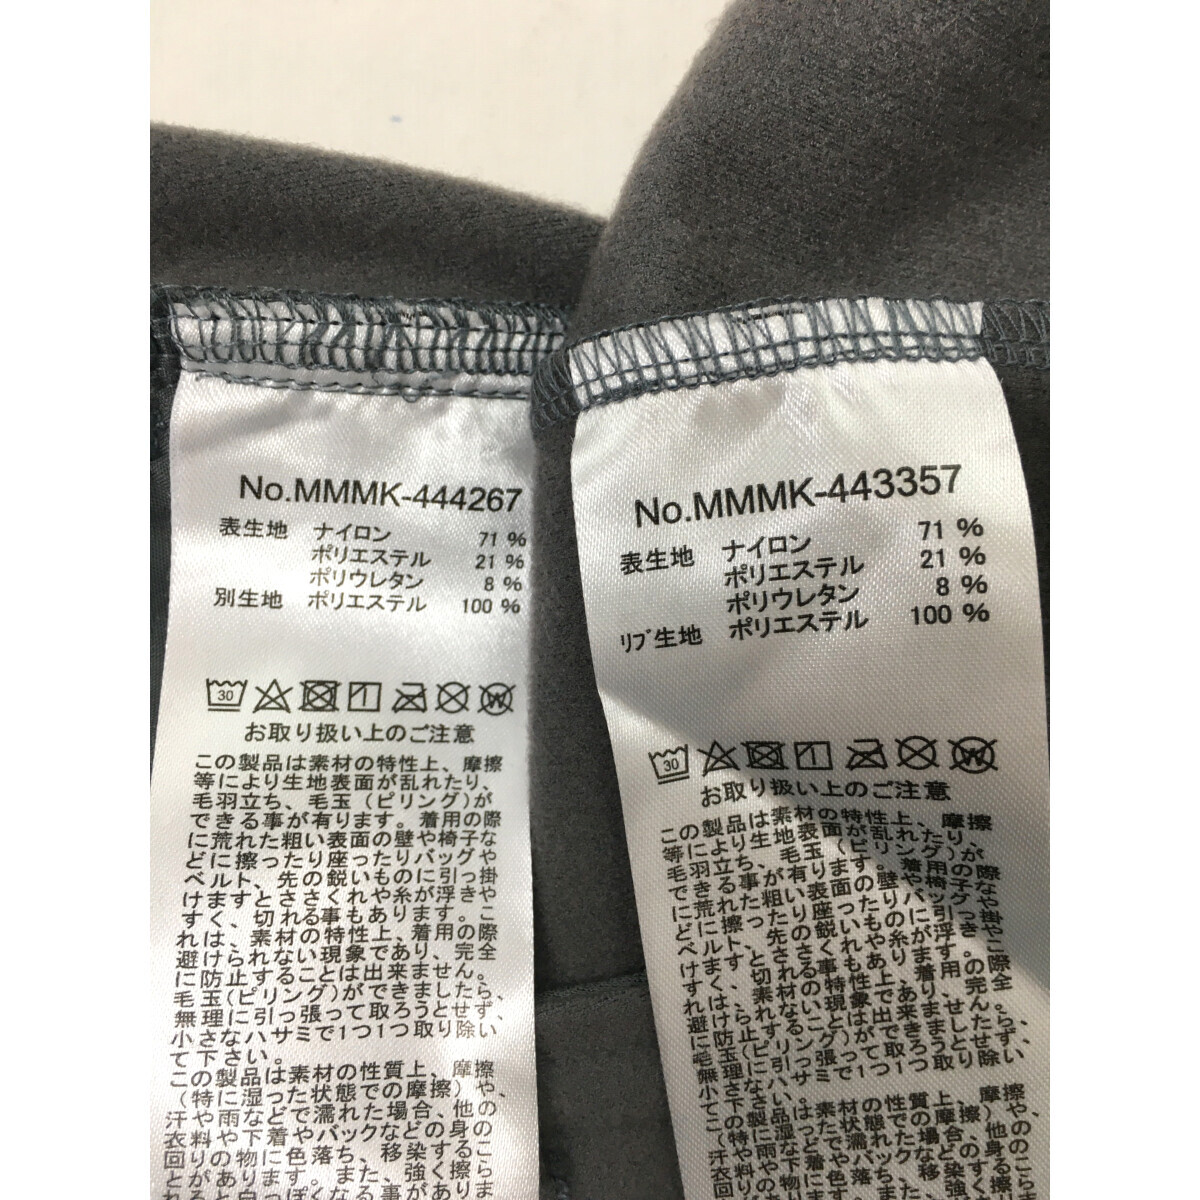 No.MMMK-444267
表生地 ナイロン 71 %
ポリエステル 21 %
ポリウレタン 8 %
別生地 ポリエステル 100 %
30
お取り扱い上のご注意
この製品は素材の特性上、摩擦
等により生地表面が乱れたり、
毛羽立ち、毛玉(ピリング)が
できる事が有ります。着用の際
に荒れた粗い表面の壁や椅子な
どに擦ったり座ったりバッグや
ベルト、先の鋭いものに引っ掛
けますとささくれや糸が浮きや
すく、切れる事もあります。こ
れは、素材の特性上、着用の際
避けられない現象であり、完全
に防止することは出来ません。
毛玉(ピリング)ができましたら、
無理に引っ張って取ろうとせず、
小さなハサミで1つ1つ取り除い
て下さい。
この製品は素材の性質上、摩擦
(特に湿った状態での摩擦)や、
汗や雨などで濡れた場合、他の
衣料や下着やバックなどの身の
回りの物に色落ち、移染するこ
とがあります。また、強く擦ら
れると白っぽくなる事があり
No.MMMK-443357
表生地 ナイロン 71 %
ポリエステル 21 %
ポリウレタン 8 %
リブ生地 ポリエステル 100 %
30
お取り扱い上のご注意
この製品は素材の特性上、摩擦
等により生地表面が乱れたり、
毛羽立ち、毛玉(ピリング)が
できる事が有ります。着用の際
に荒れた粗い表面の壁や椅子な
どに擦ったり座ったりバッグや
ベルト、先の鋭いものに引っ掛
けますとささくれや糸が浮きや
すく、切れる事もあります。こ
れは、素材の特性上、着用の際
避けられない現象であり、完全
に防止することは出来ません。
毛玉(ピリング)ができましたら、
無理に引っ張って取ろうとせず、
小さなハサミで1つ1つ取り除い
て下さい。
この製品は素材の性質上、摩擦
(特に湿った状態での摩擦)や、
汗や雨などで濡れた場合、他の
衣料や下着やバックなどの身
回りの物に色落ち、移染
とがあります。また、強